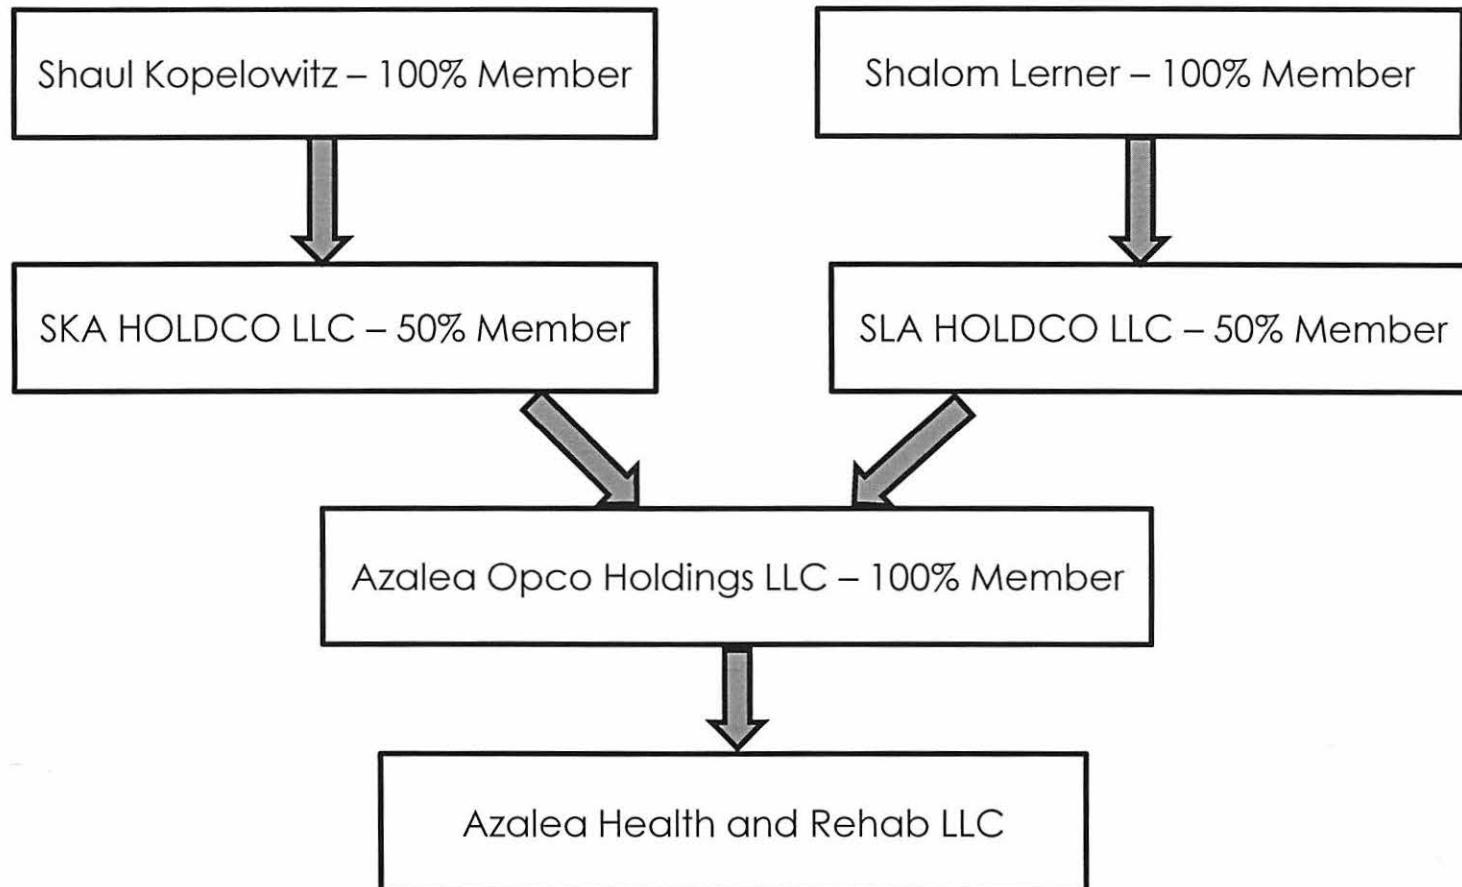 Shaul Kopelowitz – 100% Member
Shalom Lerner – 100% Member
SKA HOLDCO LLC – 50% Member
SLA HOLDCO LLC – 50% Member
Azalea Opco Holdings LLC – 100% Member
Azalea Health and Rehab LLC